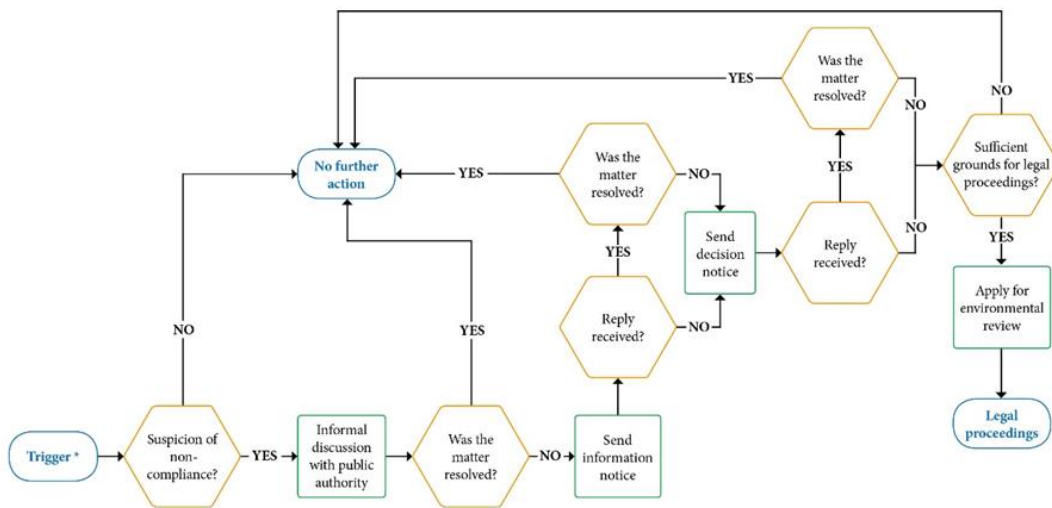 NO
Was the
matter
resolved?
YES
NO
Sufficient
grounds for legal
proceedings?
No further
action
YES
Was the
matter
resolved?
NO
YES
NO
YES
Send
decision
notice
Reply
received?
YES
Apply for
environmental
review
NO
YES
Reply
received?
NO
Legal
proceedings
Trigger *
Suspicion of
non-
compliance?
YES
Informal
discussion
with public
authority
Was the
matter
resolved?
NO
Send
information
notice